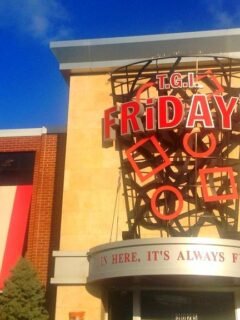 T.G.I.
FRiDAY'
IN HERE, IT'S ALWAYS F